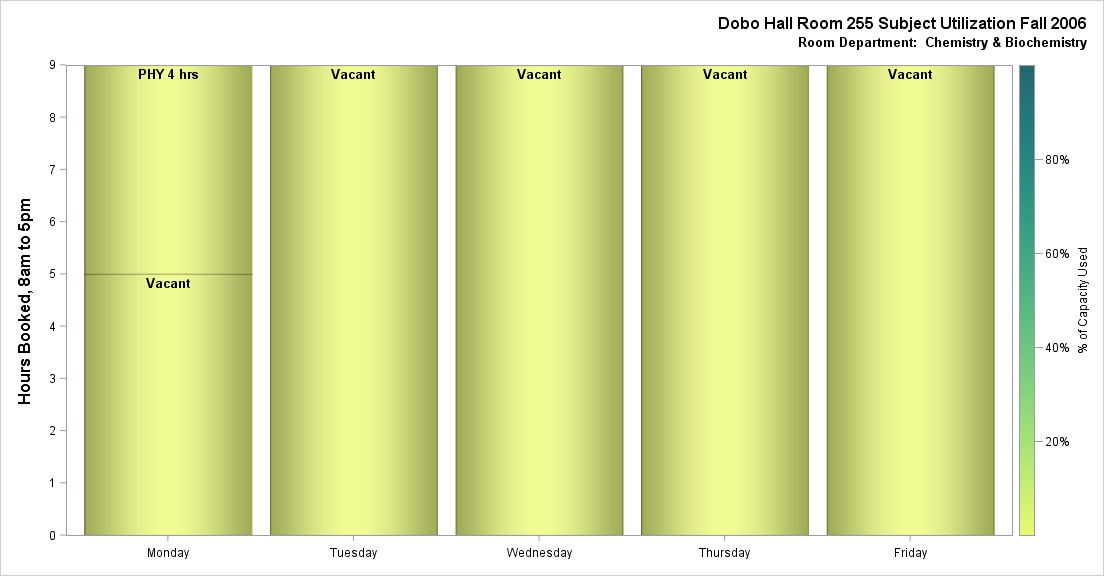 Dobo Hall Room 255 Subject Utilization Fall 2006
Room Department:  Chemistry & Biochemistry
Hours Booked, 8am to 5pm
9
8
7
6
5
4
3
2
1
0
PHY 4 hrs
Vacant
Vacant
Vacant
Vacant
Vacant
Monday
Tuesday
Wednesday
Thursday
Friday
80%
60%
40%
20%
% of Capacity Used